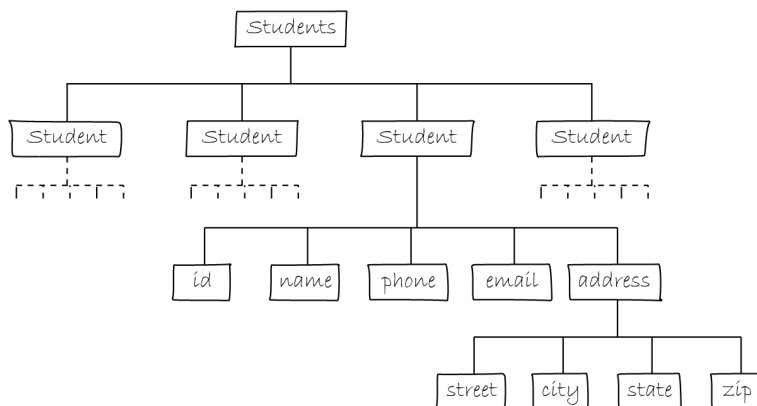 Students
Student Student Student Student
id name phone email address
street city state zip